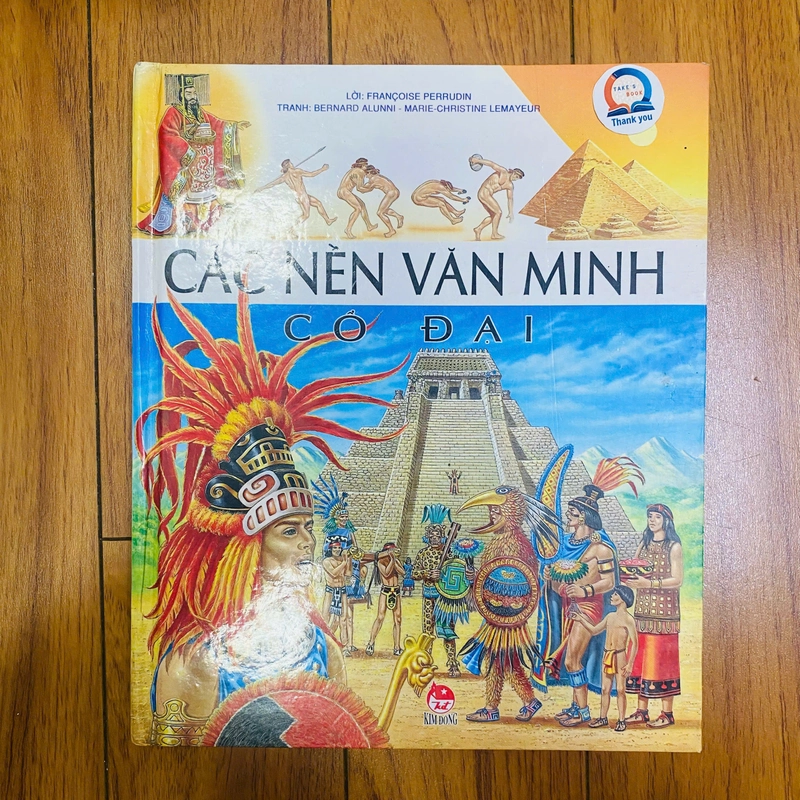 LỜI: FRANÇOISE PERRUDIN
TRANH: BERNARD ALUNNI - MARIE-CHRISTINE LEMAYEUR
TAKE'S
BOOK
Thank you
CÁC NỀN VĂN MINH
CỔ ĐẠI
KIM ĐỒNG